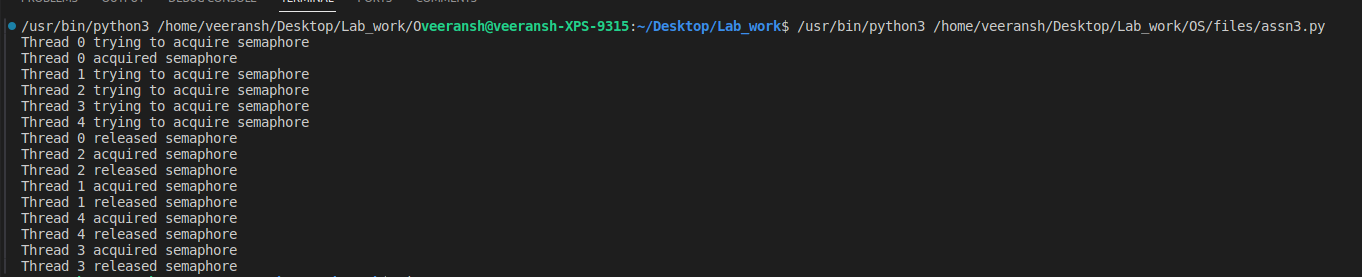 PROBLEMS OUTPUT DEBUG CONSOLE TERMINAL PORTS COMMENTS
/usr/bin/python3 /home/veeransh/Desktop/Lab_work/Oveeransh@veeransh-XPS-9315:~/Desktop/Lab_work$ /usr/bin/python3 /home/veeransh/Desktop/Lab_work/OS/files/assn3.py
Thread 0 trying to acquire semaphore
Thread 0 acquired semaphore
Thread 1 trying to acquire semaphore
Thread 2 trying to acquire semaphore
Thread 3 trying to acquire semaphore
Thread 4 trying to acquire semaphore
Thread 0 released semaphore
Thread 2 acquired semaphore
Thread 2 released semaphore
Thread 1 acquired semaphore
Thread 1 released semaphore
Thread 4 acquired semaphore
Thread 4 released semaphore
Thread 3 acquired semaphore
Thread 3 released semaphore